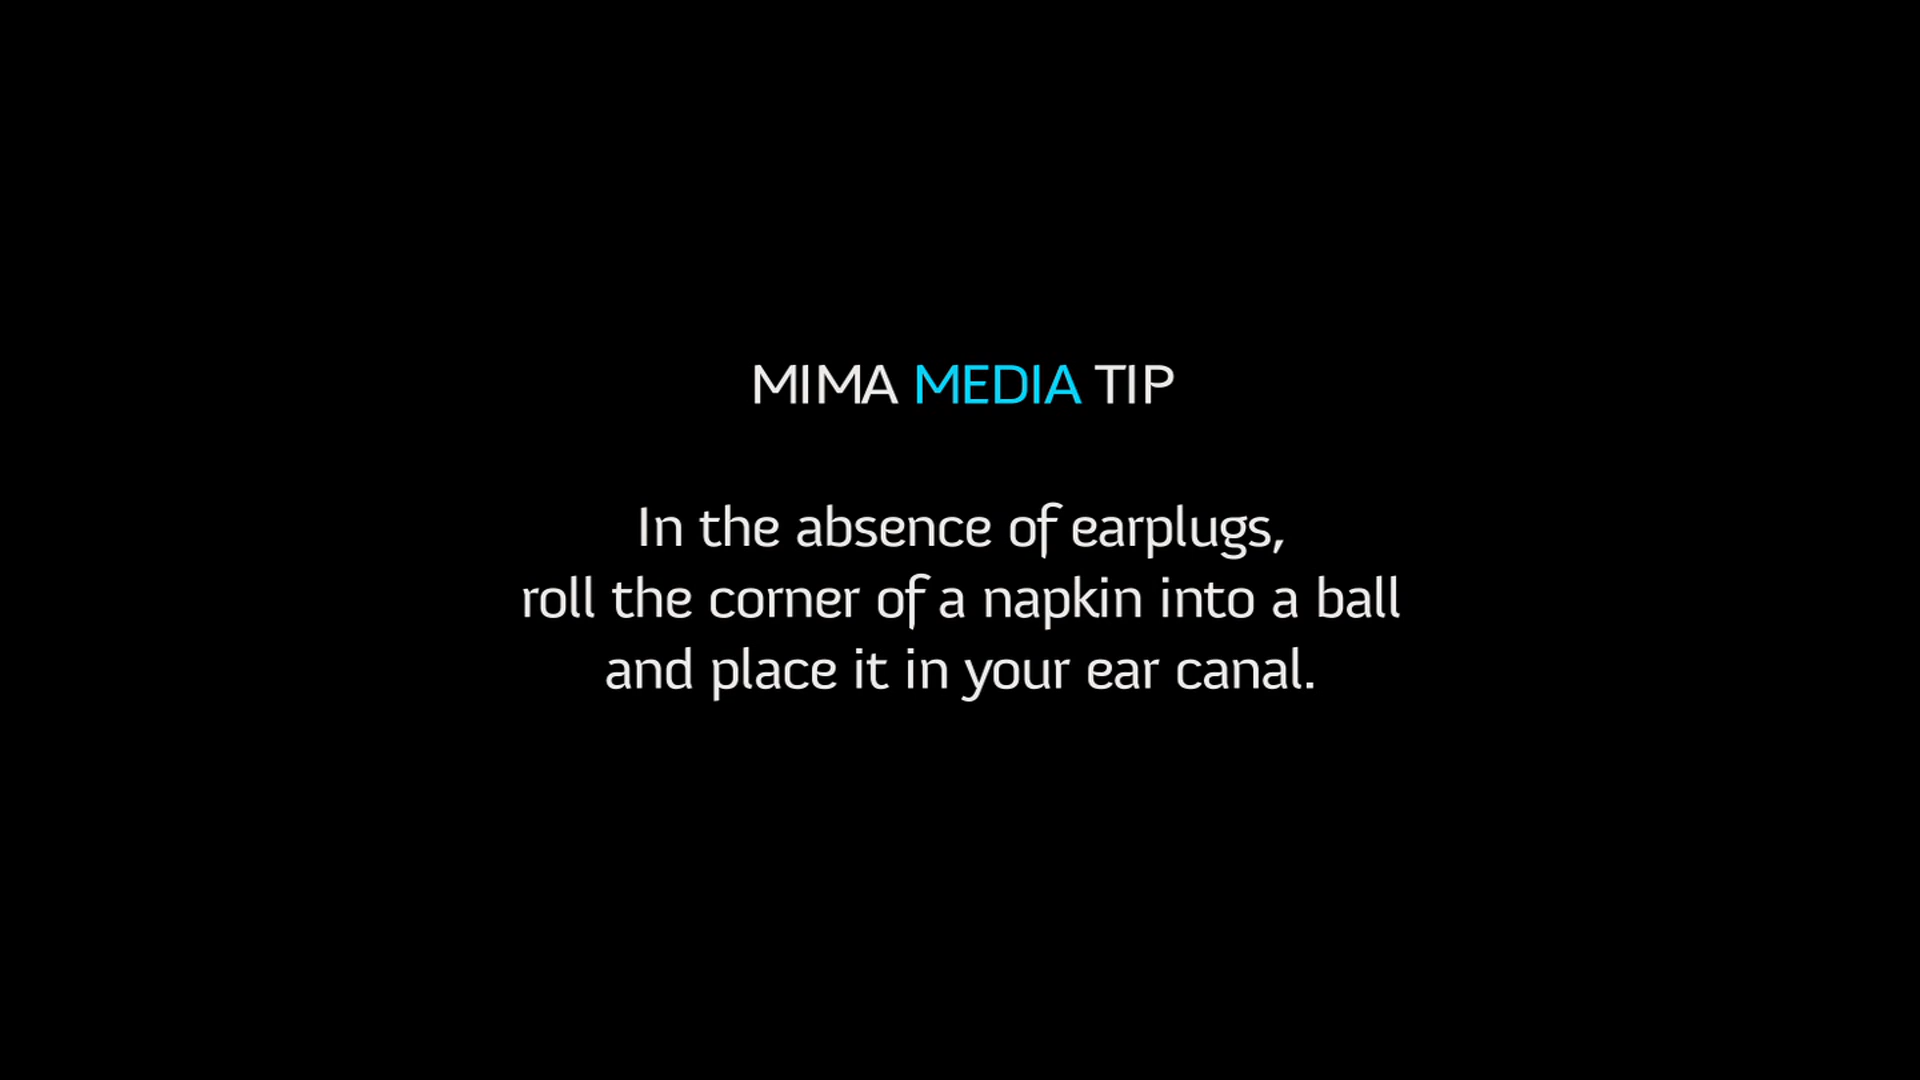 MIMA MEDIA TIP
In the absence of earplugs,
roll the corner of a napkin into a ball
and place it in your ear canal.